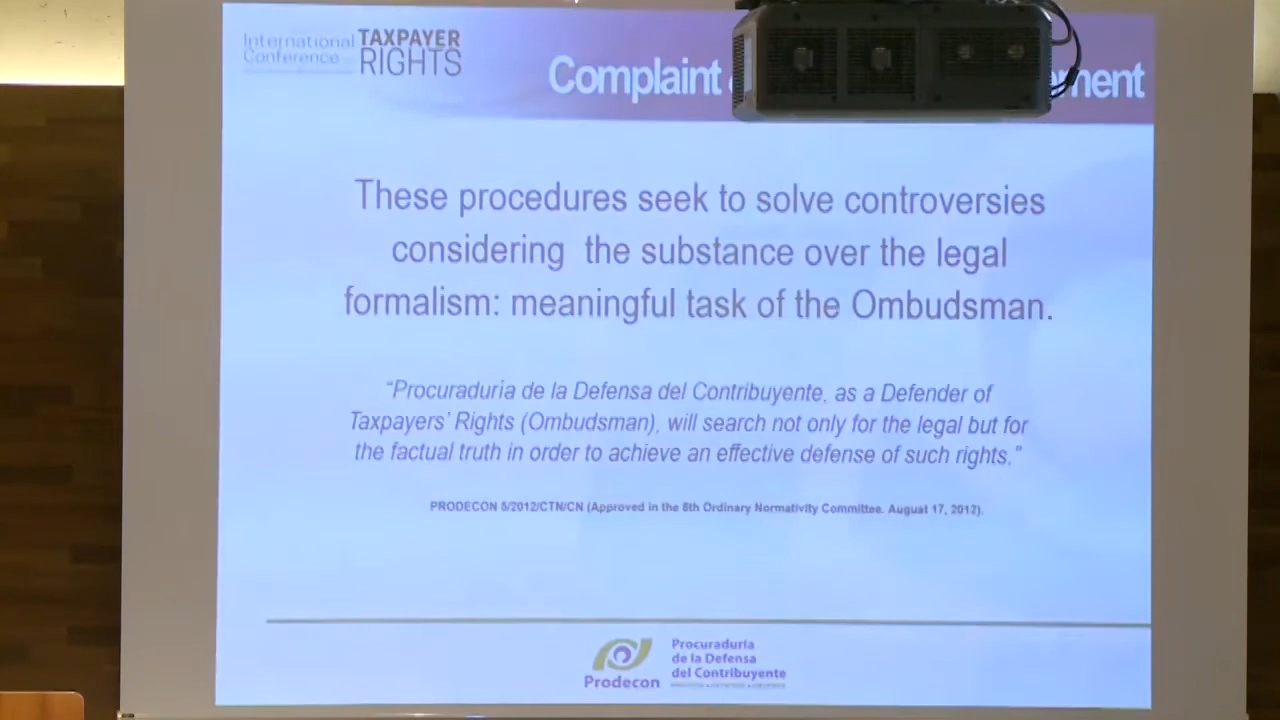 International
Conference
TAXPAYER
RIGHTS
Complaint
These procedures seek to solve controversies
considering the substance over the legal
formalism: meaningful task of the Ombudsman.
“Procuraduria de la Defensa del Contribuyente, as a Defender of
Taxpayers’ Rights (Ombudsman), will search not only for the legal but for
the factual truth in order to achieve an effective defense of such rights.”
PRODECON 5/2012/CTN/CN (Approved in the 8th Ordinary Normativity Committee. August 17, 2012).
Prodecon
Procuraduría
de la Defensa
del Contribuyente